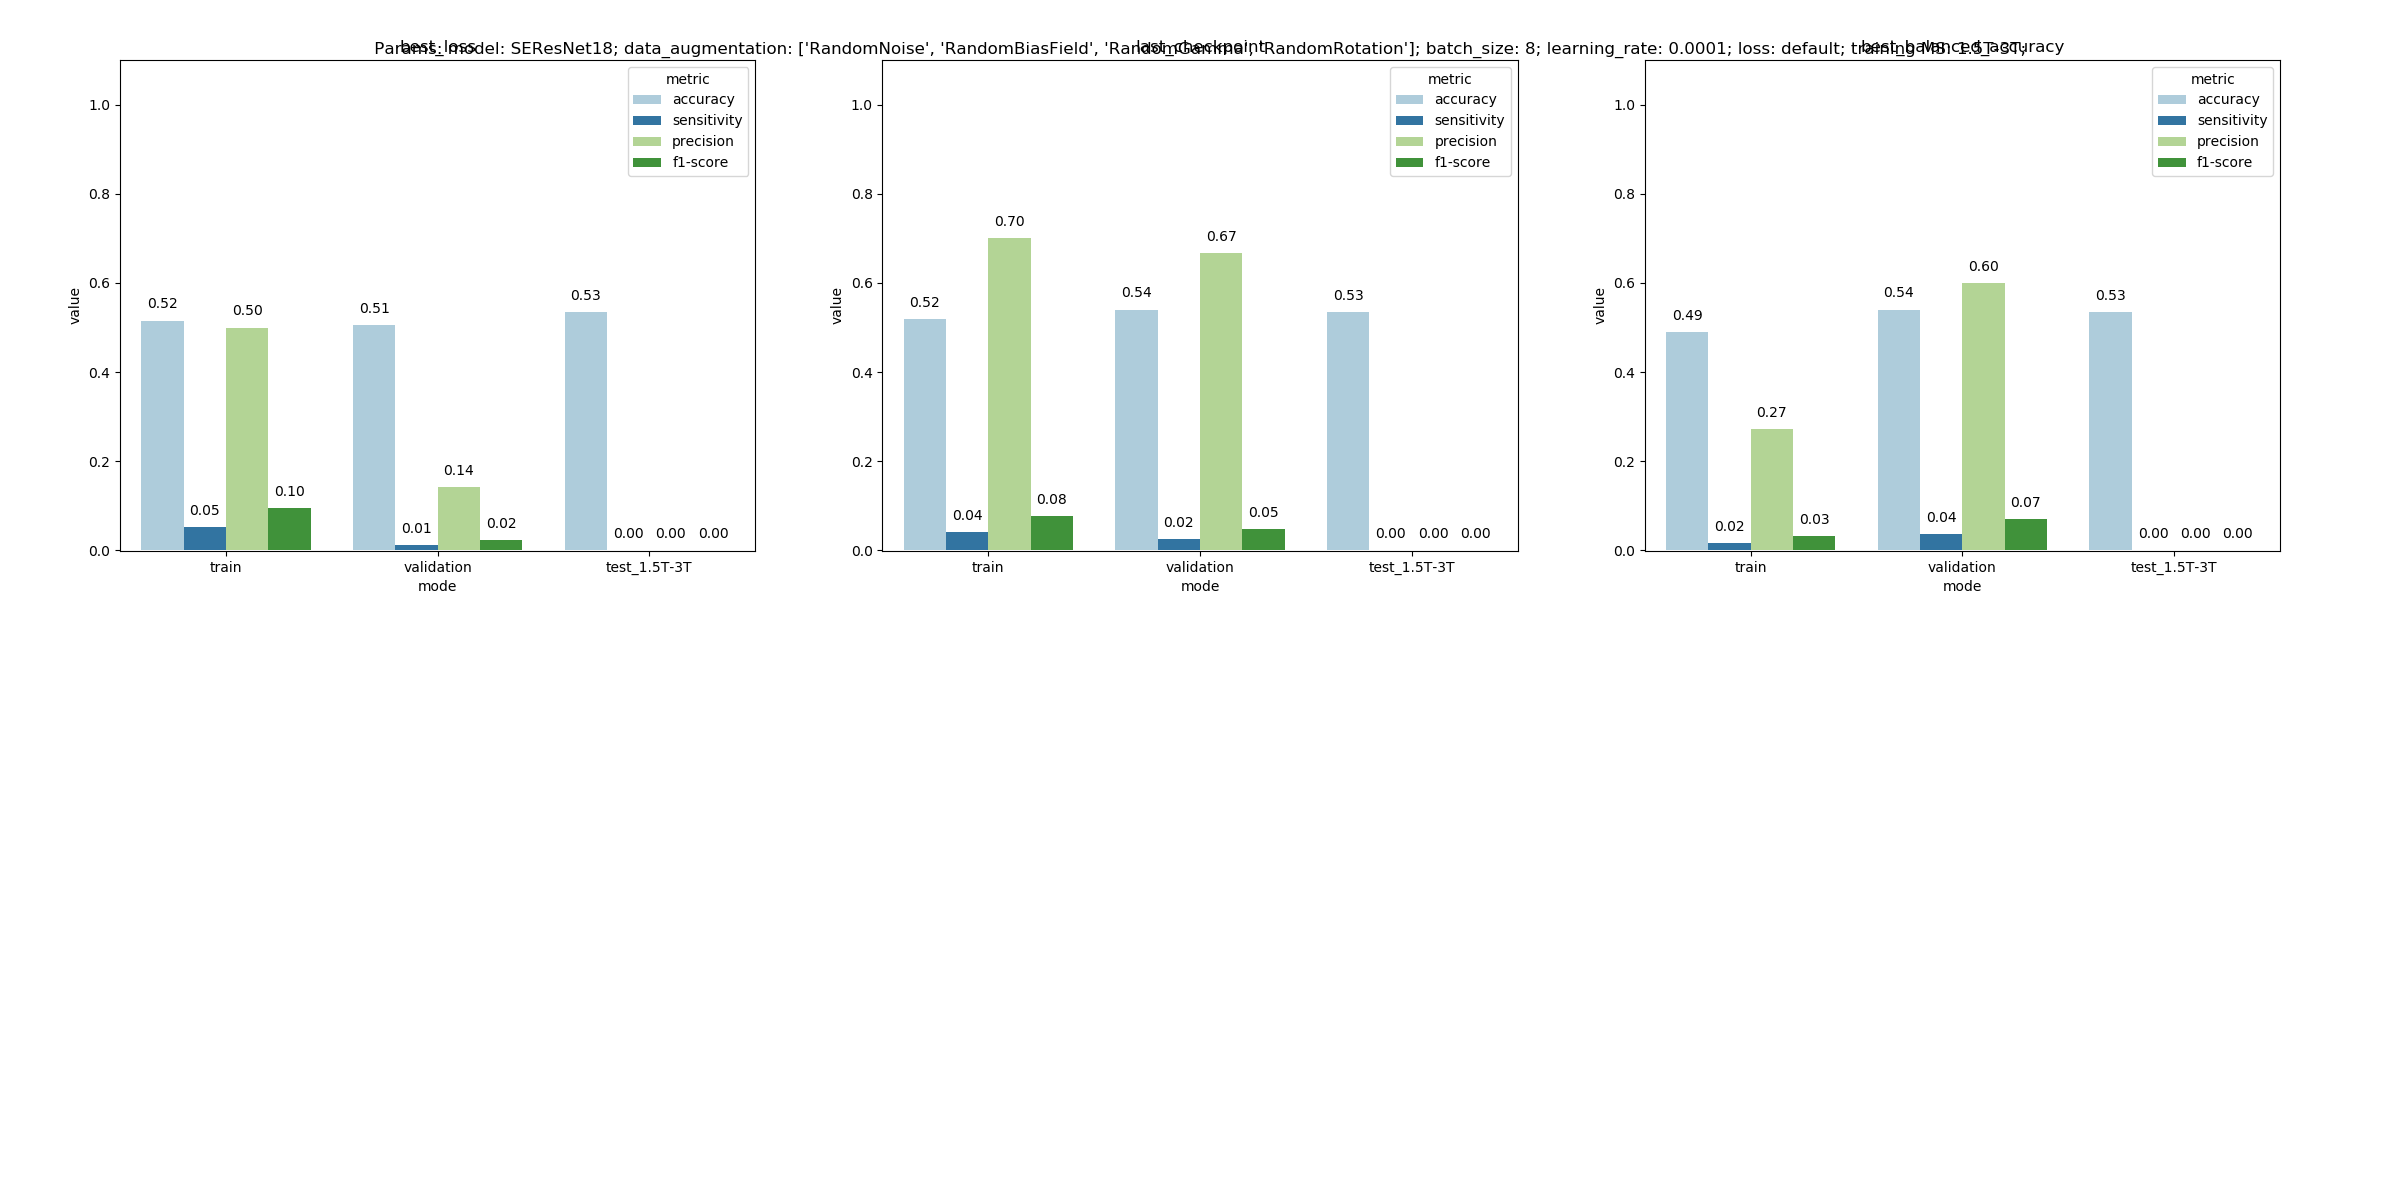 best_loss
last_checkpoint
best_balanced_accuracy
Params: model: SEResNet18; data_augmentation: ['RandomNoise', 'RandomBiasField', 'RandomGamma', 'RandomRotation']; batch_size: 8; learning_rate: 0.0001; loss: default; training MS: 1.5T-3T;
metric
accuracy
sensitivity
precision
f1-score
1.0
0.8
0.6
0.4
0.2
0.0
value
0.52
0.05
0.50
0.10
0.51
0.01
0.14
0.02
0.53
0.00
0.00
0.00
train
validation
test_1.5T-3T
mode
metric
accuracy
sensitivity
precision
f1-score
1.0
0.8
0.6
0.4
0.2
0.0
value
0.52
0.04
0.70
0.08
0.54
0.02
0.67
0.05
0.53
0.00
0.00
0.00
train
validation
test_1.5T-3T
mode
metric
accuracy
sensitivity
precision
f1-score
1.0
0.8
0.6
0.4
0.2
0.0
value
0.49
0.02
0.27
0.03
0.54
0.04
0.60
0.07
0.53
0.00
0.00
0.00
train
validation
test_1.5T-3T
mode